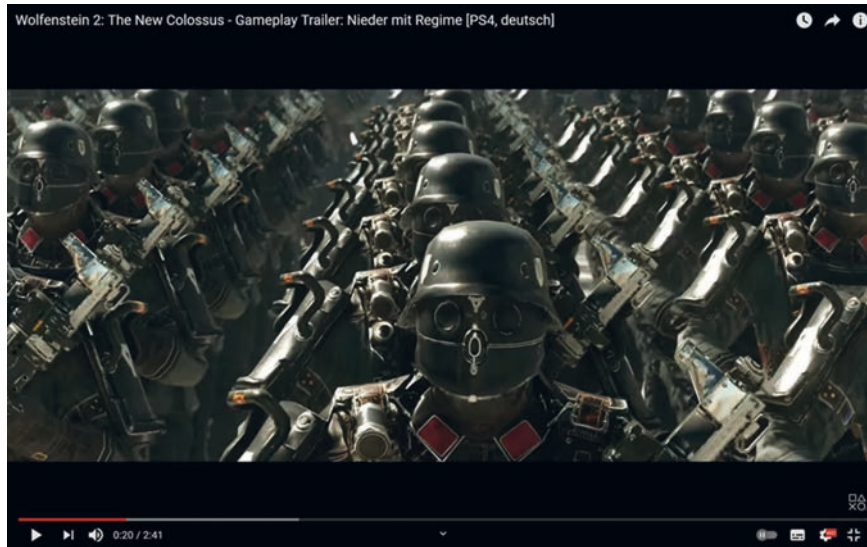 Wolfenstein 2: The New Colossus - Gameplay Trailer: Nieder mit Regime [PS4, deutsch]
0:20 / 2:41